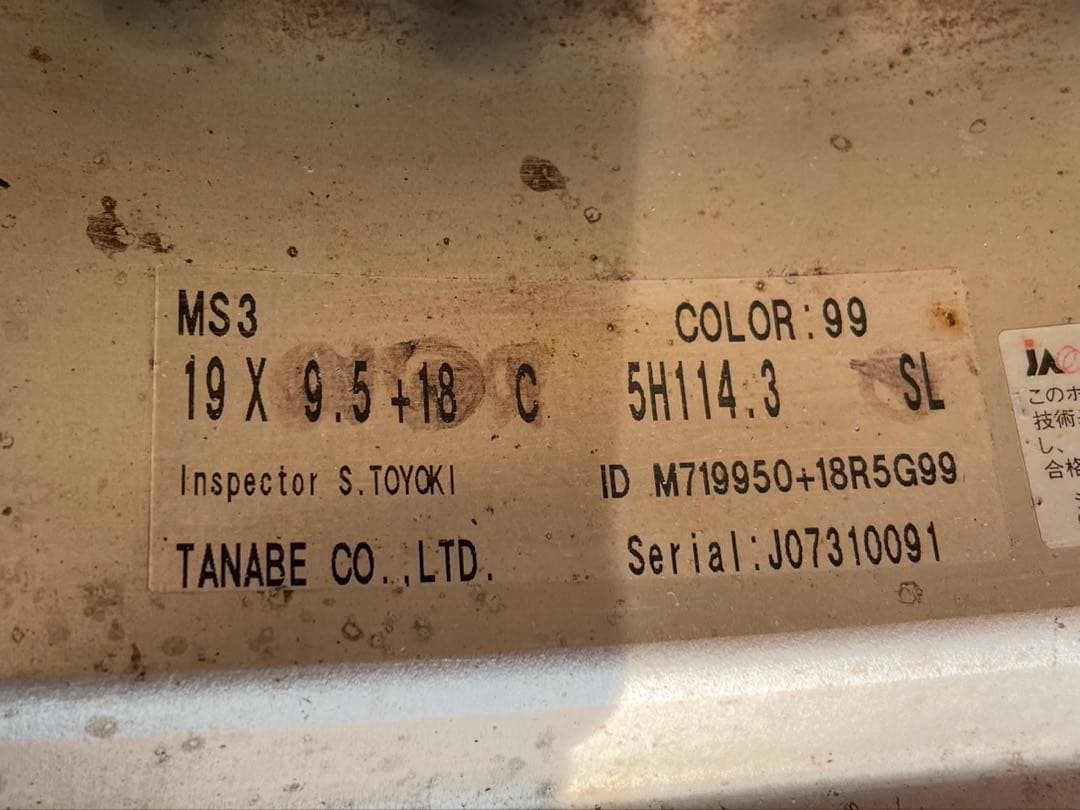 MS3 COLOR:99
19 X 9.5 +18 C 5H114.3 SL
Inspector S.TOYOKI ID M719950+18R5G99
TANABE CO.,LTD. Serial:J07310091
JA
このホ
技術
し、
合格